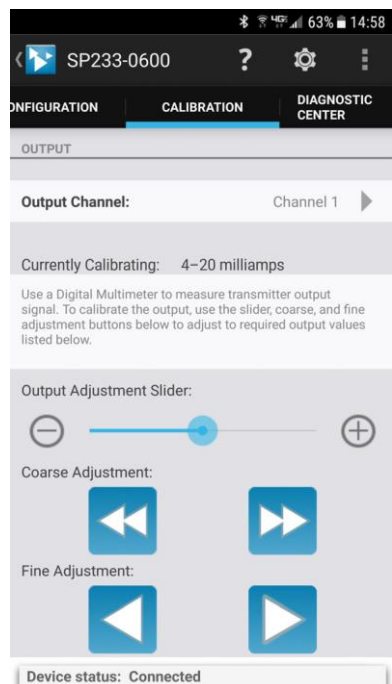 4G 63% 14:58
SP233-0600 ?
ONFIGURATION CALIBRATION DIAGNOSTIC CENTER
OUTPUT
Output Channel: Channel 1
Currently Calibrating: 4–20 milliamps
Use a Digital Multimeter to measure transmitter output
signal. To calibrate the output, use the slider, coarse, and fine
adjustment buttons below to adjust to required output values
listed below.
Output Adjustment Slider:
Coarse Adjustment:
Fine Adjustment:
Device status: Connected